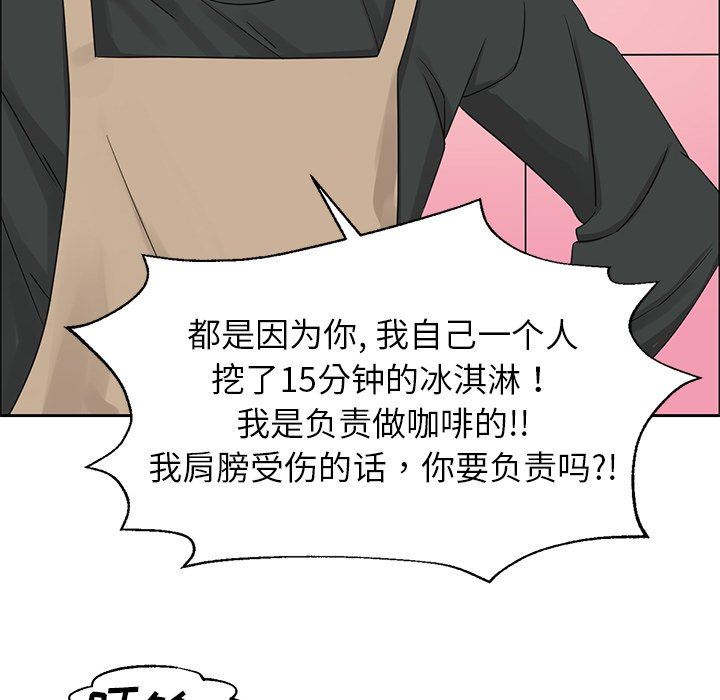 都是因为你, 我自己一个人
挖了15分钟的冰淇淋！
我是负责做咖啡的!!
我肩膀受伤的话，你要负责吗?!